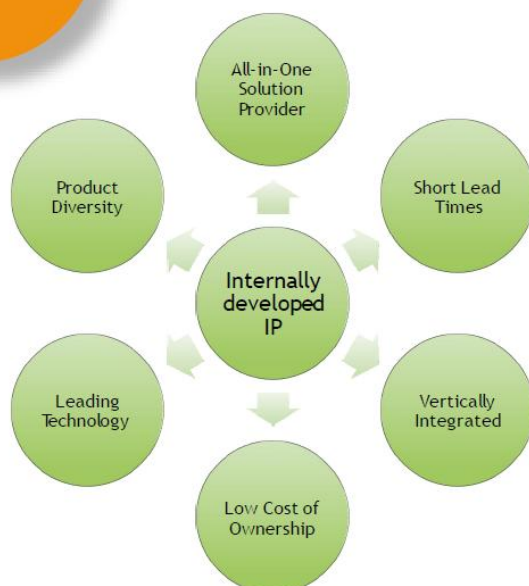 All-in-One
Solution
Provider
Product
Diversity
Short Lead
Times
Internally
developed
IP
Leading
Technology
Vertically
Integrated
Low Cost of
Ownership